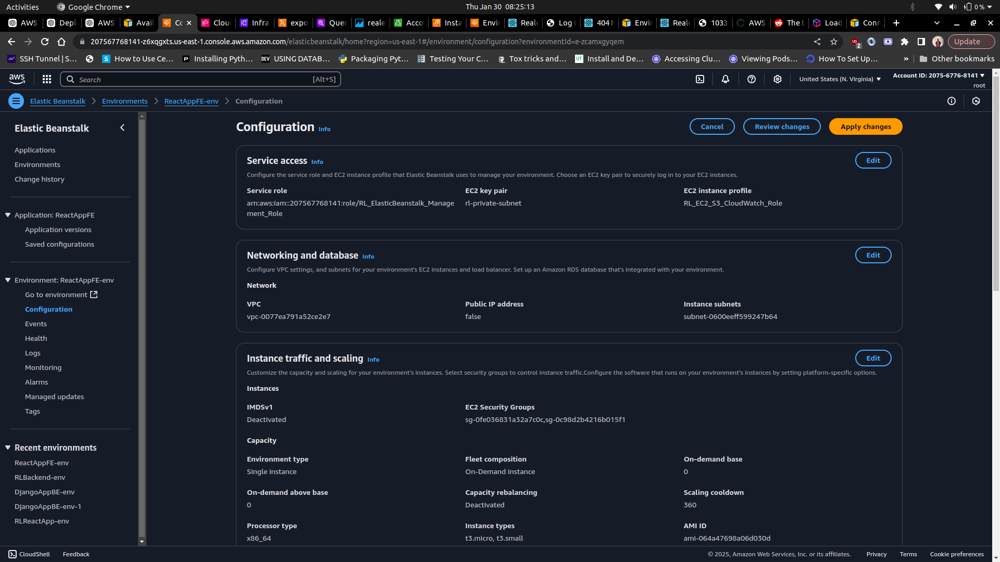 Activities
Google Chrome
Thu Jan 30 08:25:13
0 %
AWS
Depl
AWS
Avail
Co
Clou
Infra
expo
Quer
reale
Acco
Insta
Envir
Reale
Log i
404 N
Envir
Reale
1033
AWS
The E
Load
Conn
207567768141-z6xqgxts.us-east-1.console.aws.amazon.com/elasticbeanstalk/home?region=us-east-1#/environment/configuration?environmentId=e-zcamxgyqem
2
Update
SSH Tunnel | S...
How to Use Ce...
Installing Pyth...
USING DATAB...
Packaging Pyt...
Testing Your C...
Tox tricks and...
Install and De...
Accessing Clu...
Viewing Pods...
How To Set Up...
»
Other bookmarks
aws
Search
[Alt+S]
United States (N. Virginia)
Account ID: 2075-6776-8141
root
Elastic Beanstalk
Environments
ReactAppFE-env
Configuration
Elastic Beanstalk
Applications
Environments
Change history
Application: ReactAppFE
Application versions
Saved configurations
Environment: ReactAppFE-env
Go to environment
Configuration
Events
Health
Logs
Monitoring
Alarms
Managed updates
Tags
Recent environments
ReactAppFE-env
RLBackend-env
DjangoAppBE-env
DjangoAppBE-env-1
RLReactApp-env
Configuration Info
Cancel
Review changes
Apply changes
Service access Info
Edit
Configure the service role and EC2 instance profile that Elastic Beanstalk uses to manage your environment. Choose an EC2 key pair to securely log in to your EC2 instances.
Service role
arn:aws:iam::207567768141:role/RL_ElasticBeanstalk_Manage
ment_Role
EC2 key pair
rl-private-subnet
EC2 instance profile
RL_EC2_S3_CloudWatch_Role
Networking and database Info
Edit
Configure VPC settings, and subnets for your environment's EC2 instances and load balancer. Set up an Amazon RDS database that's integrated with your environment.
Network
VPC
vpc-0077ea791a52ce2e7
Public IP address
false
Instance subnets
subnet-0600eeff599247b64
Instance traffic and scaling Info
Edit
Customize the capacity and scaling for your environment's instances. Select security groups to control instance traffic.Configure the software that runs on your environment's instances by setting platform-specific options.
Instances
IMDSv1
Deactivated
EC2 Security Groups
sg-0fe036831a32a7c0c,sg-0c98d2b4216b015f1
Capacity
Environment type
Single instance
Fleet composition
On-Demand instance
On-demand base
0
On-demand above base
0
Capacity rebalancing
Deactivated
Scaling cooldown
360
Processor type
x86_64
Instance types
t3.micro, t3.small
AMI ID
ami-064a47698a06d030d
CloudShell
Feedback
© 2025, Amazon Web Services, Inc. or its affiliates.
Privacy
Terms
Cookie preferences